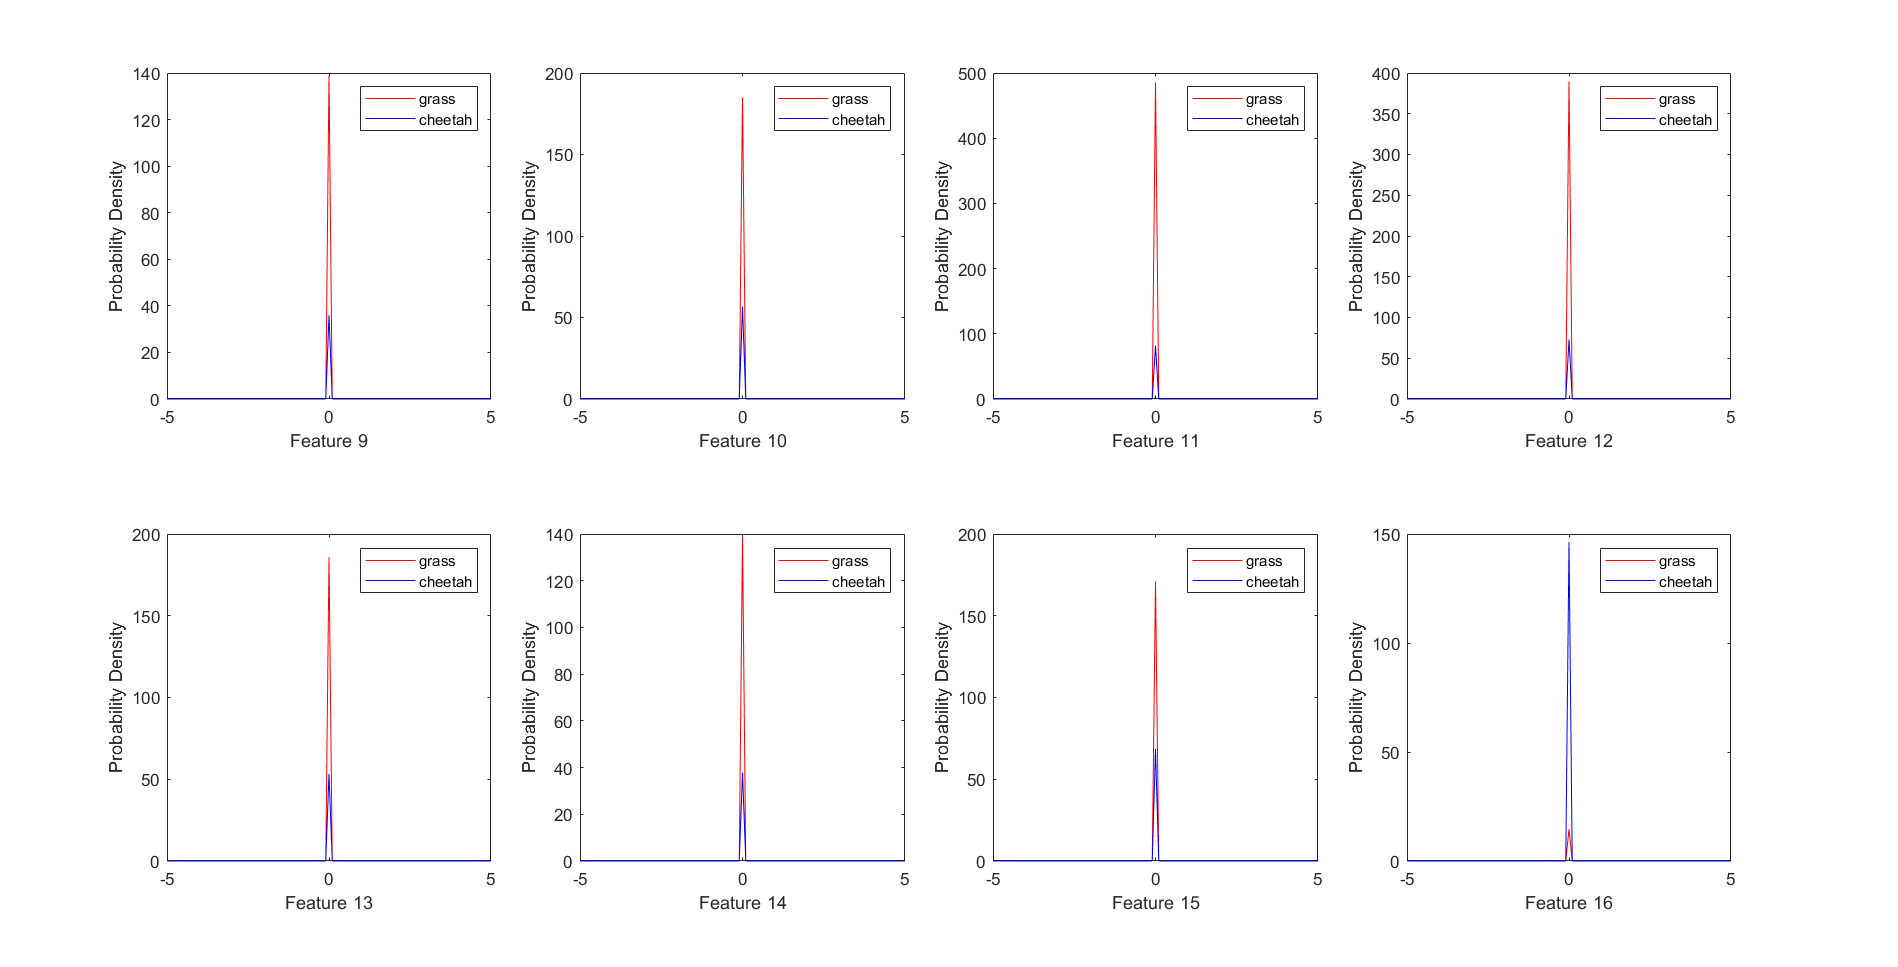 140
120
100
80
60
40
20
0
-5
0
5
Probability Density
Feature 9
grass
cheetah
200
150
100
50
0
-5
0
5
Probability Density
Feature 10
grass
cheetah
500
400
300
200
100
0
-5
0
5
Probability Density
Feature 11
grass
cheetah
400
350
300
250
200
150
100
50
0
-5
0
5
Probability Density
Feature 12
grass
cheetah
200
150
100
50
0
-5
0
5
Probability Density
Feature 13
grass
cheetah
140
120
100
80
60
40
20
0
-5
0
5
Probability Density
Feature 14
grass
cheetah
200
150
100
50
0
-5
0
5
Probability Density
Feature 15
grass
cheetah
150
100
50
0
-5
0
5
Probability Density
Feature 16
grass
cheetah